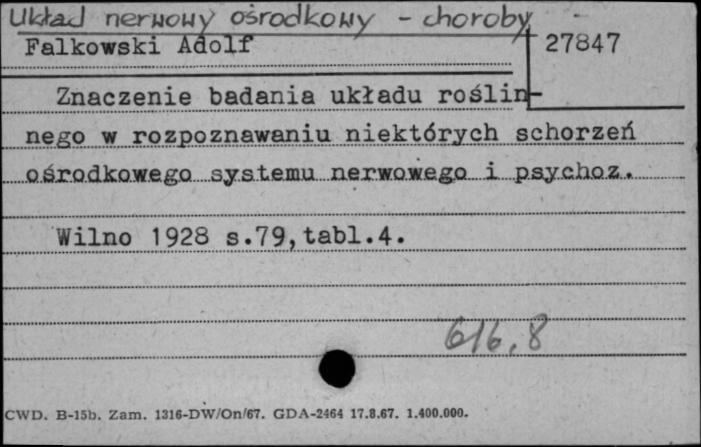 Układ nerwowy ośrodkowy - choroby
Falkowski Adolf
27847
Znaczenie badania układu roślin-
nego w rozpoznawaniu niektórych schorzeń
ośrodkowego systemu nerwowego i psychoz.
Wilno 1928 s.79,tabl.4.
616.8
CWD. B-15b. Zam. 1316-DW/On/67. GDA-2464 17.8.67. 1.400.000.